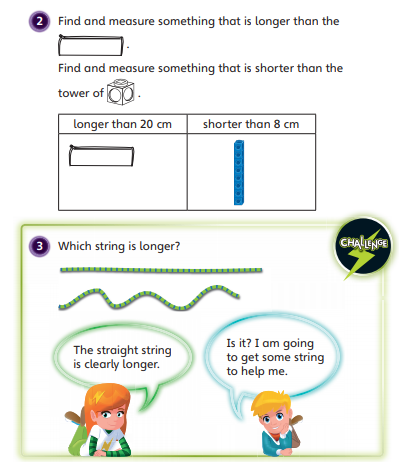 2 Find and measure something that is longer than the
.
Find and measure something that is shorter than the
tower of .
longer than 20 cm shorter than 8 cm
CHALLENGE
3 Which string is longer?
The straight string
is clearly longer.
Is it? I am going
to get some string
to help me.